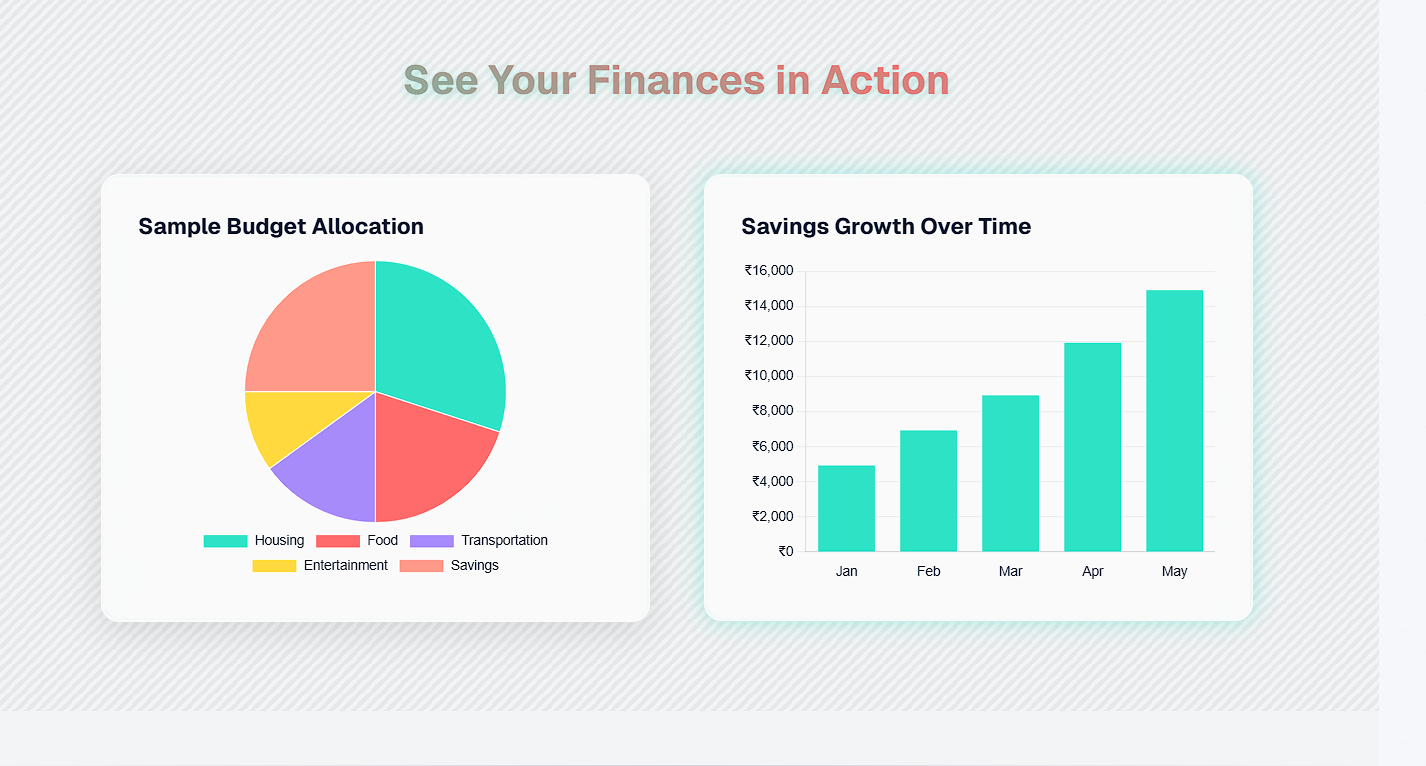 See Your Finances in Action
Sample Budget Allocation
Housing Food Transportation
Entertainment Savings
Savings Growth Over Time
₹16,000
₹14,000
₹12,000
₹10,000
₹8,000
₹6,000
₹4,000
₹2,000
₹0
Jan Feb Mar Apr May